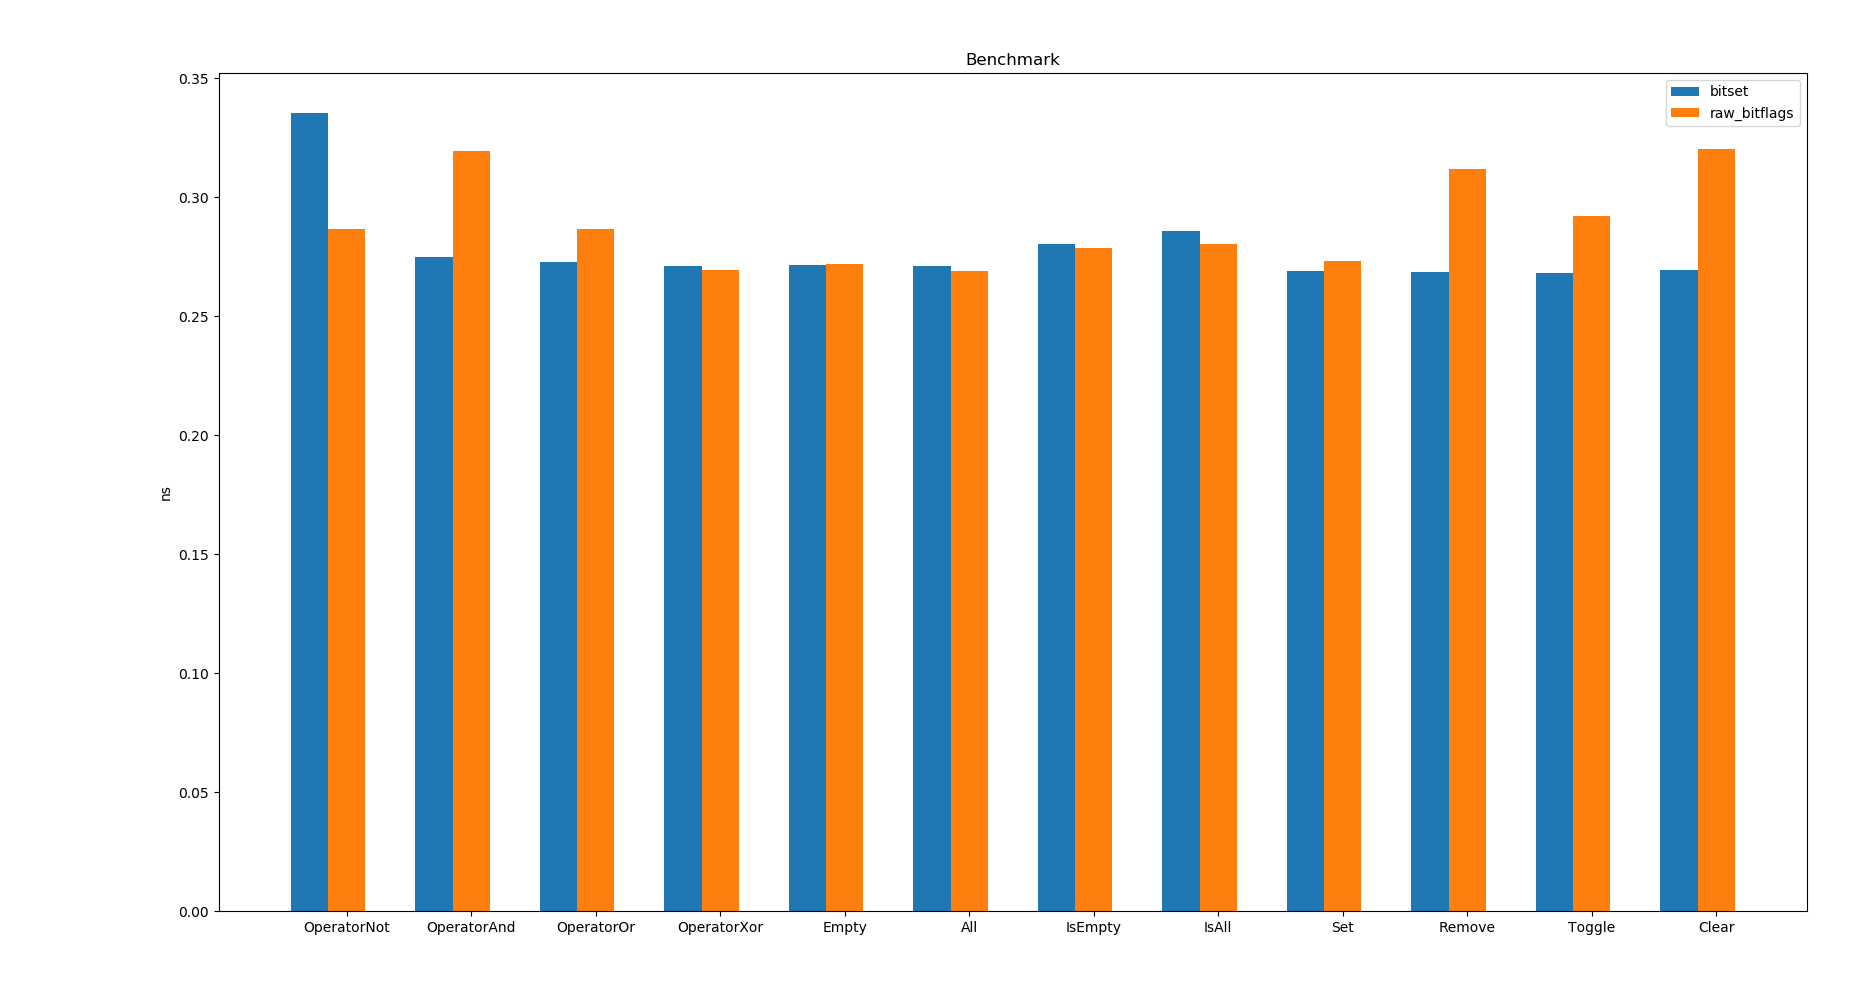 Benchmark
bitset
raw_bitflags
0.35
0.30
0.25
0.20
0.15
0.10
0.05
0.00
ns
OperatorNot OperatorAnd OperatorOr OperatorXor Empty All IsEmpty IsAll Set Remove Toggle Clear